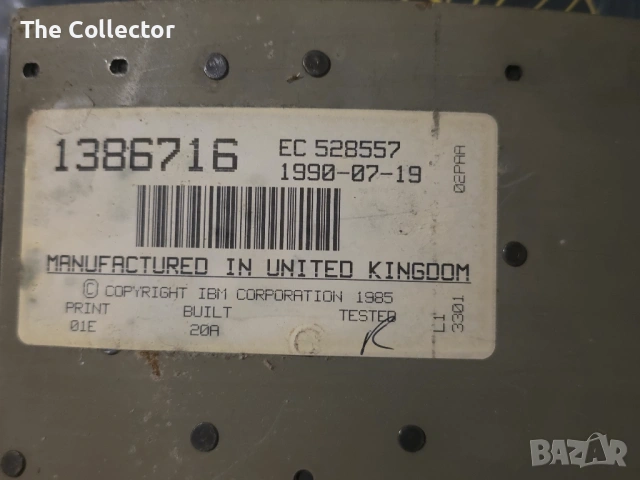 The Collector
1386716
EC 528557
1990-07-19
02PAA
MANUFACTURED IN UNITED KINGDOM
© COPYRIGHT IBM CORPORATION 1985
PRINT BUILT TESTED
01E 20A
L1
3301
BAZAR